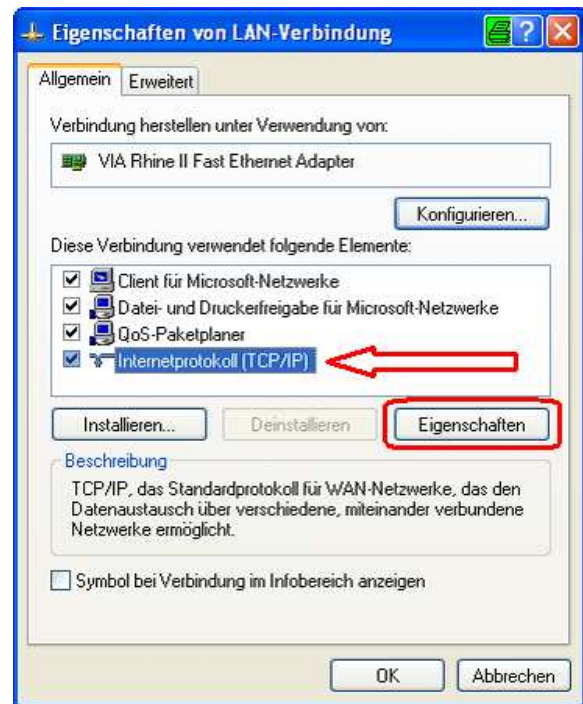 Eigenschaften von LAN-Verbindung
Allgemein
Erweitert
Verbindung herstellen unter Verwendung von:
VIA Rhine II Fast Ethernet Adapter
Konfigurieren...
Diese Verbindung verwendet folgende Elemente:
Client für Microsoft-Netzwerke
Datei- und Druckerfreigabe für Microsoft-Netzwerke
QoS-Paketplaner
Internetprotokoll (TCP/IP)
Installieren...
Deinstallieren
Eigenschaften
Beschreibung
TCP/IP, das Standardprotokoll für WAN-Netzwerke, das den
Datenaustausch über verschiedene, miteinander verbundene
Netzwerke ermöglicht.
Symbol bei Verbindung im Infobereich anzeigen
OK
Abbrechen